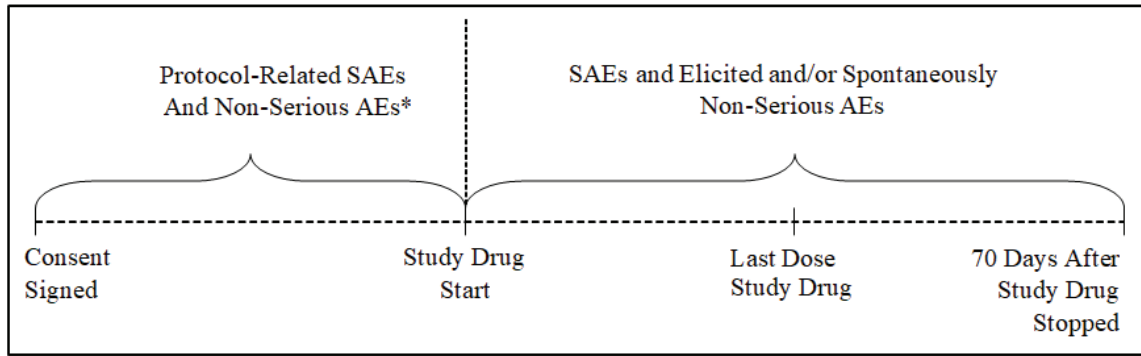 Protocol-Related SAEs
And Non-Serious AEs*
SAEs and Elicited and/or Spontaneously
Non-Serious AEs
Consent
Signed
Study Drug
Start
Last Dose
Study Drug
70 Days After
Study Drug
Stopped